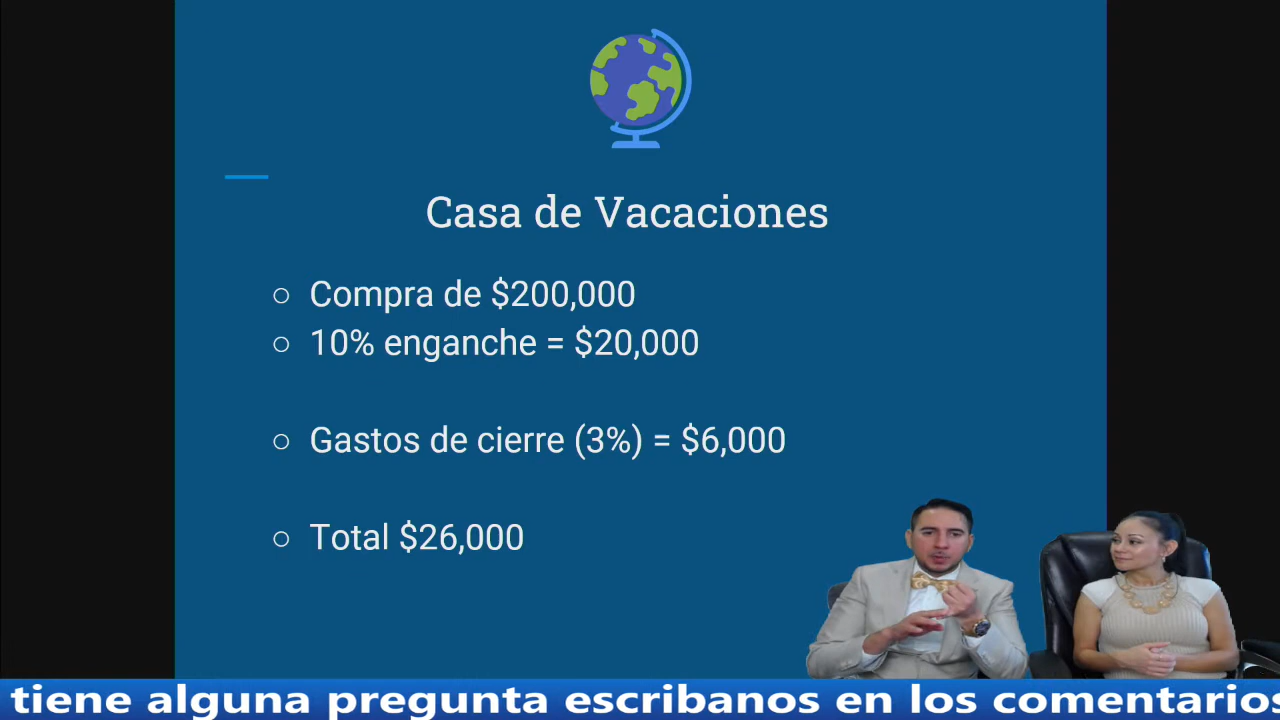 Casa de Vacaciones
○ Compra de $200,000
○ 10% enganche = $20,000
○ Gastos de cierre (3%) = $6,000
○ Total $26,000
tiene alguna pregunta escribanos en los comentarios